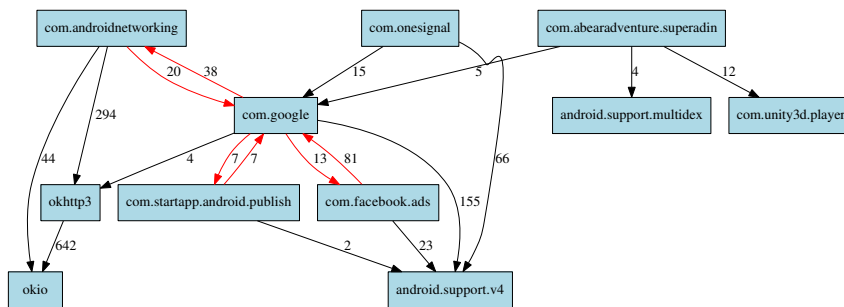 com.androidnetworking
com.onesignal
com.abearadventure.superadin
20
38
15
5
4
12
com.google
android.support.multidex
com.unity3d.player
294
44
4
7
7
13
81
66
okhttp3
com.startapp.android.publish
com.facebook.ads
155
642
2
23
okio
android.support.v4